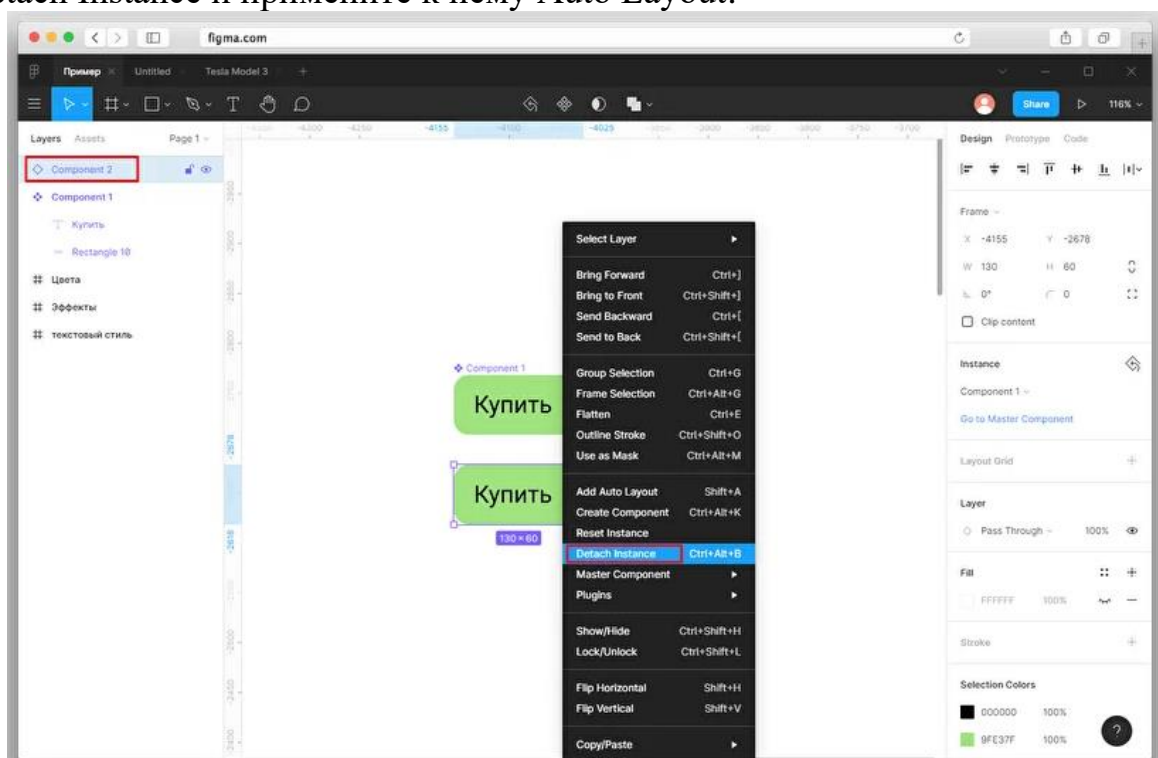 Detach Instance и примените к нему Auto Layout.
figma.com
Пример
Untitled
Tesla Model 3
Share
116%
Layers Assets Page 1
-4155 -4100 -4025
Component 2
Component 1
Купить
Rectangle 10
Цвета
Эффекты
текстовый стиль
Component 1
Купить
Купить
130 × 60
-2678
-2618
Select Layer
Bring Forward Ctrl+]
Bring to Front Ctrl+Shift+]
Send Backward Ctrl+[
Send to Back Ctrl+Shift+[
Group Selection Ctrl+G
Frame Selection Ctrl+Alt+G
Flatten Ctrl+E
Outline Stroke Ctrl+Shift+O
Use as Mask Ctrl+Alt+M
Add Auto Layout Shift+A
Create Component Ctrl+Alt+K
Reset Instance
Detach Instance Ctrl+Alt+B
Master Component
Plugins
Show/Hide Ctrl+Shift+H
Lock/Unlock Ctrl+Shift+L
Flip Horizontal Shift+H
Flip Vertical Shift+V
Copy/Paste
Design Prototype Code
Frame
X -4155 Y -2678
W 130 H 60
0° 0
Clip content
Instance
Component 1
Go to Master Component
Layout Grid
Layer
Pass Through 100%
Fill
FFFFFF 100%
Stroke
Selection Colors
000000 100%
9FE37F 100%
?